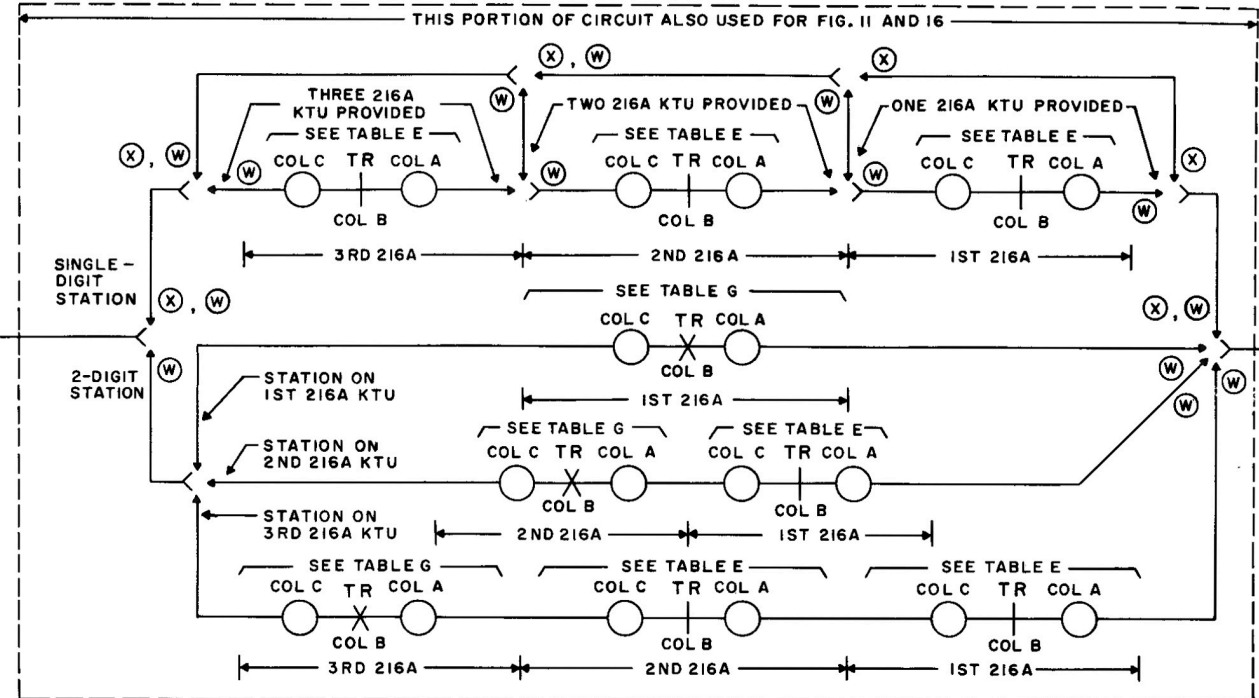 THIS PORTION OF CIRCUIT ALSO USED FOR FIG. 11 AND 16
X, W
X
THREE 216A
KTU PROVIDED
W
TWO 216A KTU PROVIDED
W
ONE 216A KTU PROVIDED
SEE TABLE E
SEE TABLE E
SEE TABLE E
X, W
W
COL C TR COL A
W
COL C TR COL A
W
COL C TR COL A
X
COL B
COL B
COL B
W
3RD 216A
2ND 216A
1ST 216A
SINGLE-
DIGIT
STATION
X, W
SEE TABLE G
X, W
COL C TR COL A
COL B
2-DIGIT
STATION
W
STATION ON
1ST 216A KTU
1ST 216A
W
W
W
SEE TABLE G
SEE TABLE E
STATION ON
2ND 216A KTU
COL C TR COL A
COL C TR COL A
COL B
COL B
STATION ON
3RD 216A KTU
2ND 216A
1ST 216A
SEE TABLE G
SEE TABLE E
SEE TABLE E
COL C TR COL A
COL C TR COL A
COL C TR COL A
COL B
COL B
COL B
3RD 216A
2ND 216A
1ST 216A